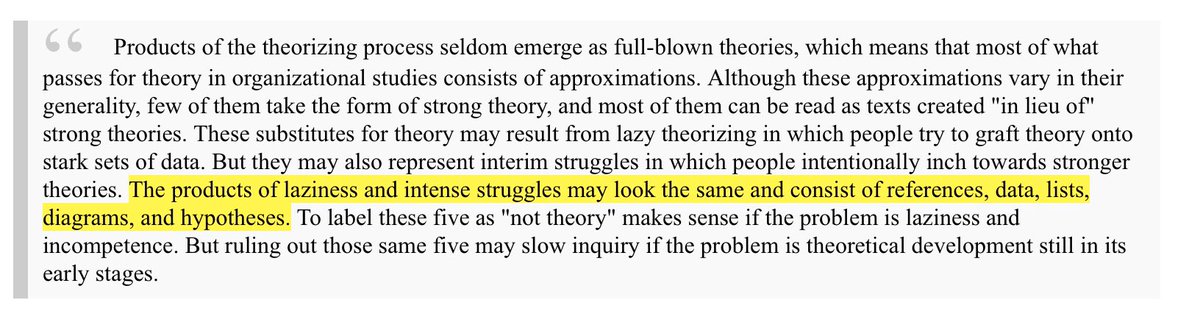 “ Products of the theorizing process seldom emerge as full-blown theories, which means that most of what
passes for theory in organizational studies consists of approximations. Although these approximations vary in their
generality, few of them take the form of strong theory, and most of them can be read as texts created "in lieu of"
strong theories. These substitutes for theory may result from lazy theorizing in which people try to graft theory onto
stark sets of data. But they may also represent interim struggles in which people intentionally inch towards stronger
theories. The products of laziness and intense struggles may look the same and consist of references, data, lists,
diagrams, and hypotheses. To label these five as "not theory" makes sense if the problem is laziness and
incompetence. But ruling out those same five may slow inquiry if the problem is theoretical development still in its
early stages.